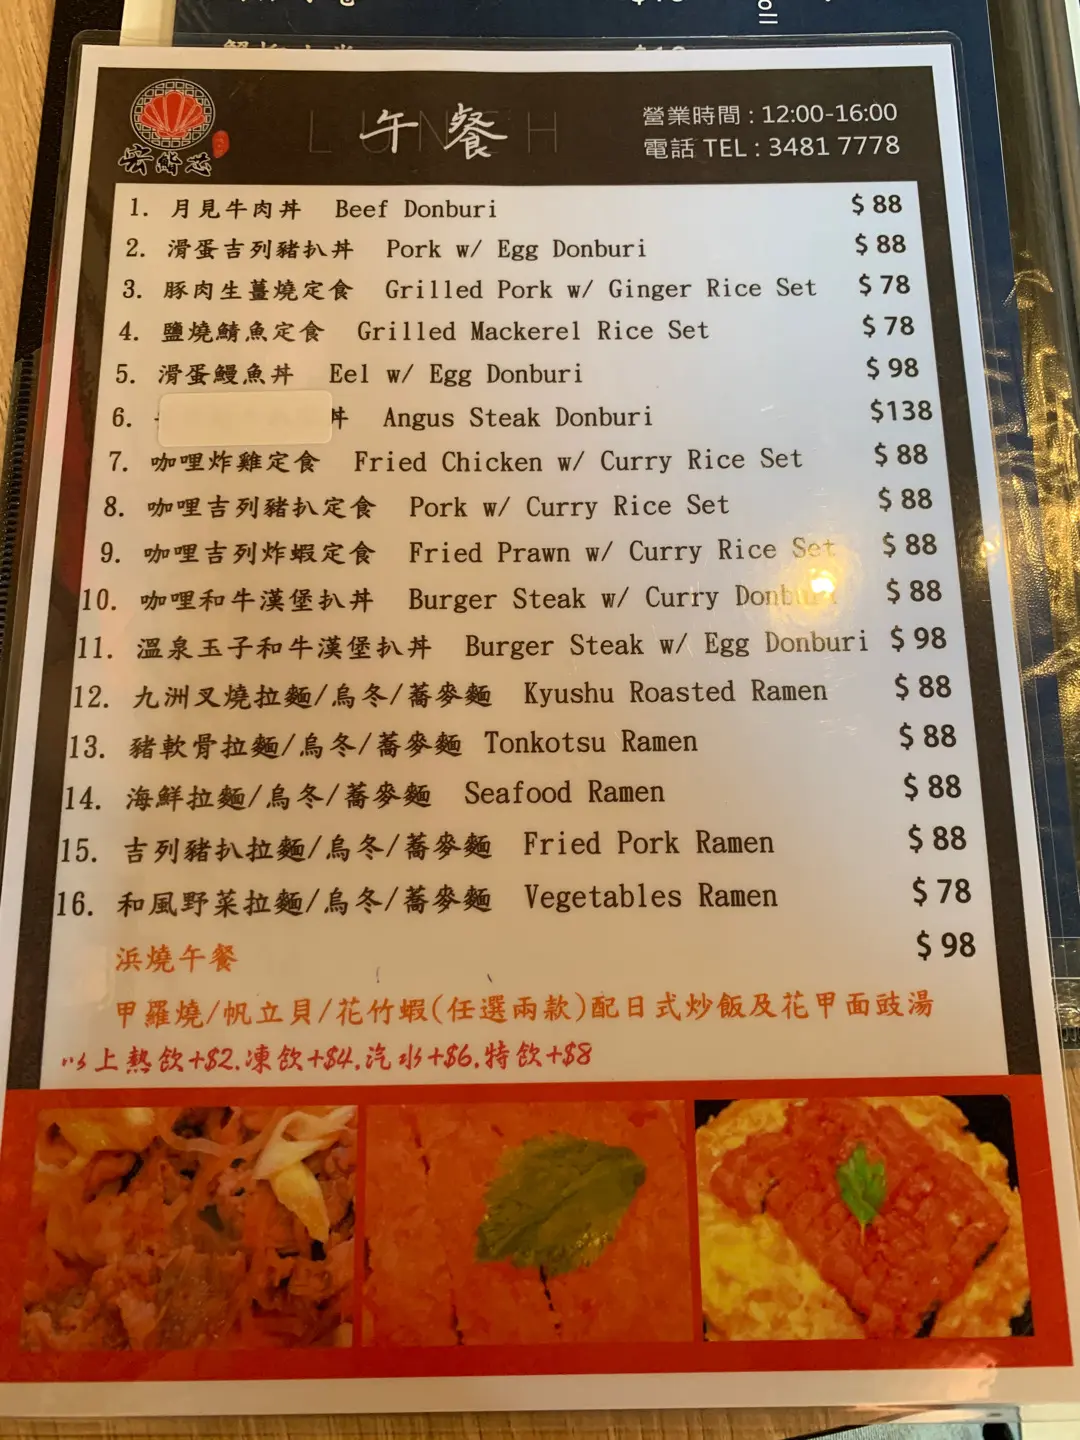 宏鮨芯
LUNCH
午餐
營業時間 : 12:00-16:00
電話 TEL : 3481 7778
1. 月見牛肉丼 Beef Donburi $ 88
2. 滑蛋吉列豬扒丼 Pork w/ Egg Donburi $ 88
3. 豚肉生薑燒定食 Grilled Pork w/ Ginger Rice Set $ 78
4. 鹽燒鯖魚定食 Grilled Mackerel Rice Set $ 78
5. 滑蛋鰻魚丼 Eel w/ Egg Donburi $ 98
6. 丼 Angus Steak Donburi $138
7. 咖哩炸雞定食 Fried Chicken w/ Curry Rice Set $ 88
8. 咖哩吉列豬扒定食 Pork w/ Curry Rice Set $ 88
9. 咖哩吉列炸蝦定食 Fried Prawn w/ Curry Rice Set $ 88
10. 咖哩和牛漢堡扒丼 Burger Steak w/ Curry Donburi $ 88
11. 溫泉玉子和牛漢堡扒丼 Burger Steak w/ Egg Donburi $ 98
12. 九洲叉燒拉麵/烏冬/蕎麥麵 Kyushu Roasted Ramen $ 88
13. 豬軟骨拉麵/烏冬/蕎麥麵 Tonkotsu Ramen $ 88
14. 海鮮拉麵/烏冬/蕎麥麵 Seafood Ramen $ 88
15. 吉列豬扒拉麵/烏冬/蕎麥麵 Fried Pork Ramen $ 88
16. 和風野菜拉麵/烏冬/蕎麥麵 Vegetables Ramen $ 78
浜燒午餐 $ 98
甲羅燒/帆立貝/花竹蝦(任選兩款)配日式炒飯及花甲面豉湯
以上熱飲+$2.凍飲+$4.汽水+$6.特飲+$8